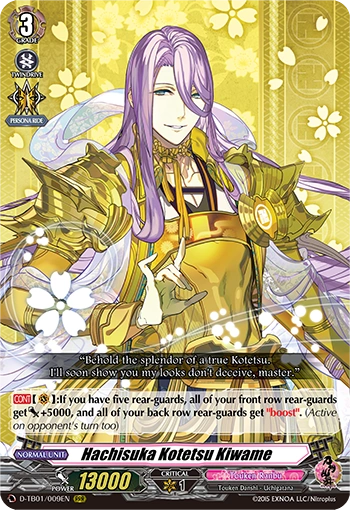 3
GRADE
TWINDRIVE
PERSONA RIDE
"Behold the splendor of a true Kotetsu.
I'll soon show you my looks don't deceive, master."
CONT [ ]:If you have five rear-guards, all of your front row rear-guards
get +5000, and all of your back row rear-guards get "boost". (Active
on opponent's turn too)
NORMAL UNIT
Hachisuka Kotetsu Kiwame
POWER 13000
CRITICAL
1
Touken Ranbu
Touken Danshi - Uchigatana
D-TB01/009EN RRR
©2015 EXNOA LLC/Nitroplus